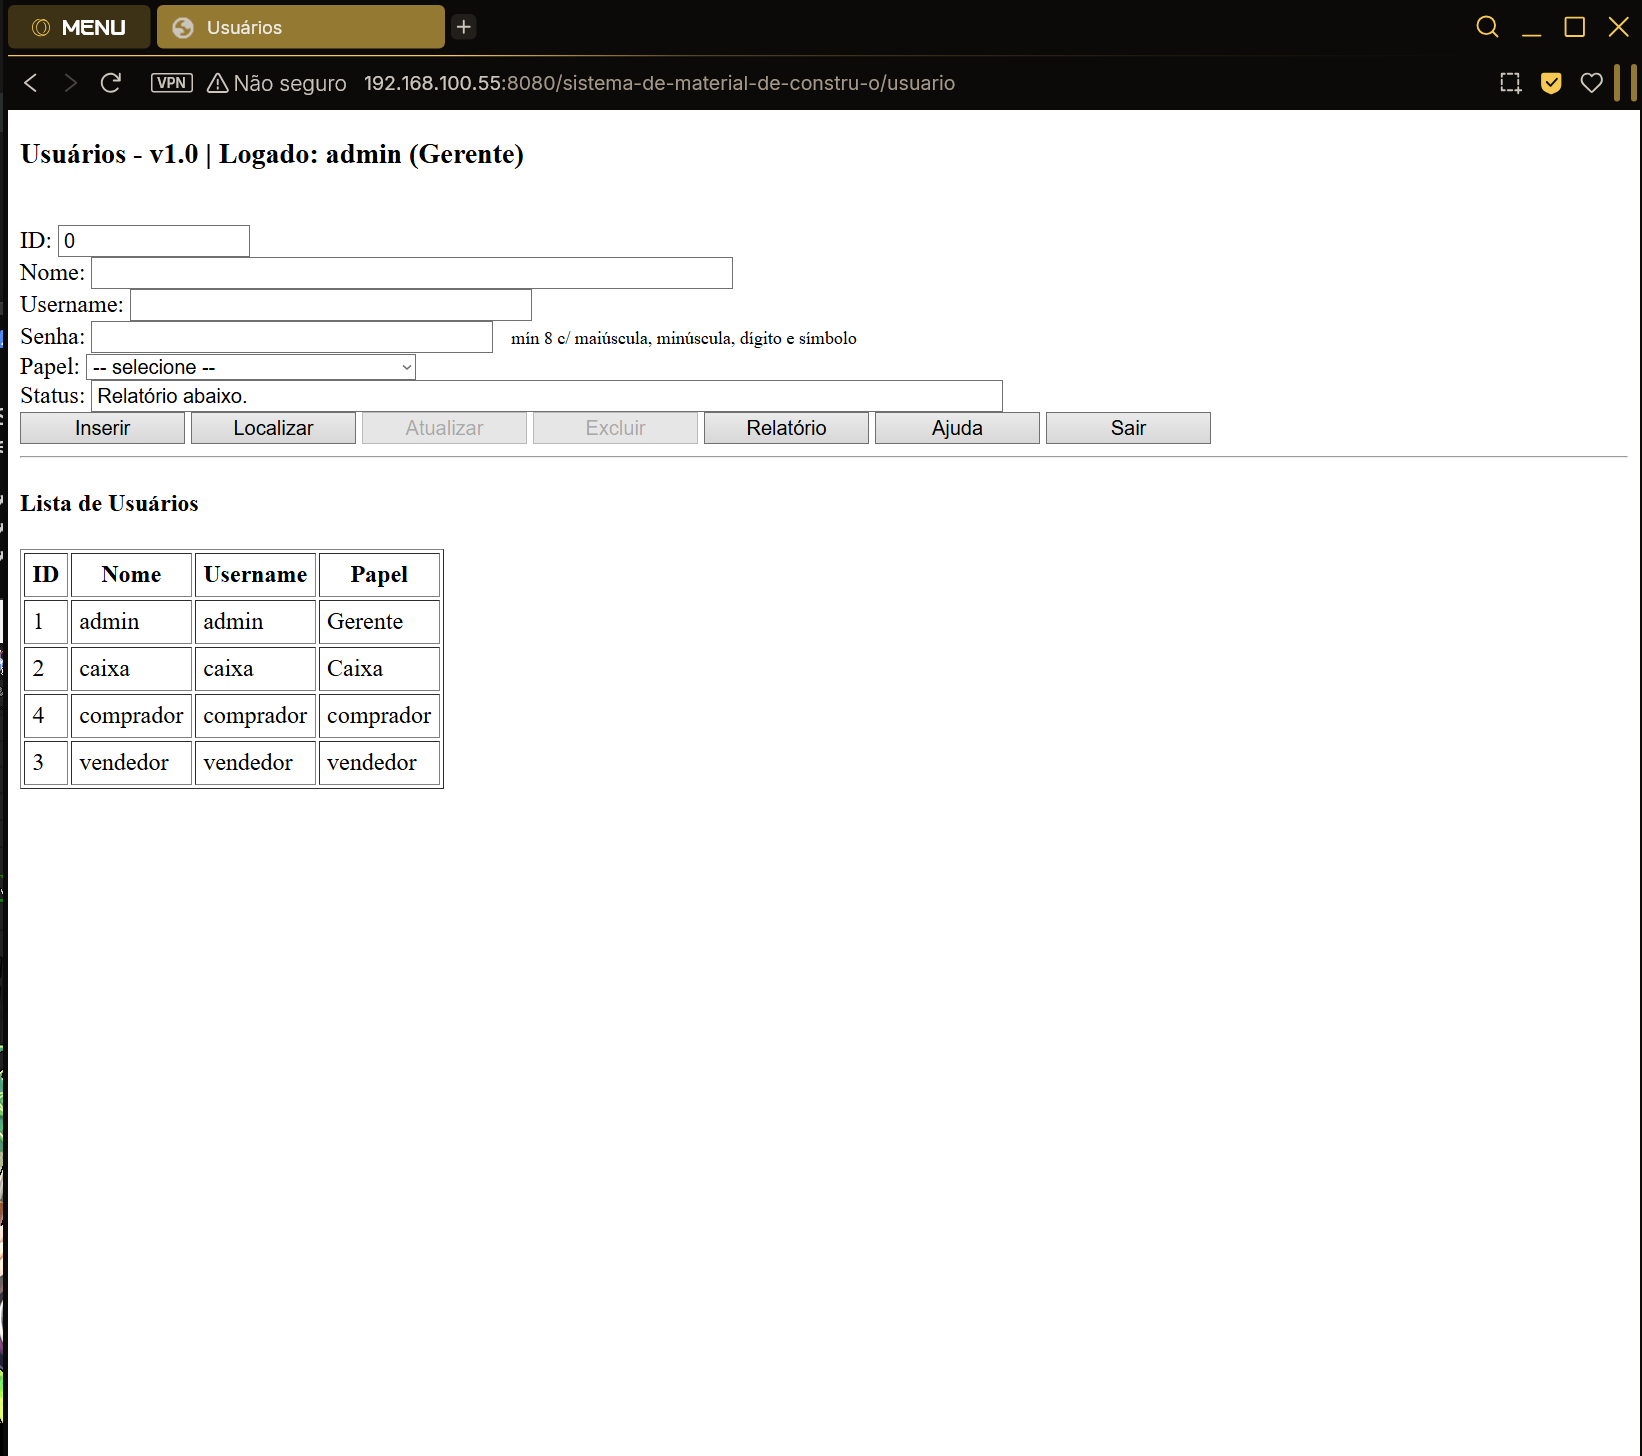 MENU
Usuários
VPN Não seguro 192.168.100.55:8080/sistema-de-material-de-constru-o/usuario
Usuários - v1.0 | Logado: admin (Gerente)
ID: 0
Nome:
Username:
Senha: mín 8 c/ maiúscula, minúscula, dígito e símbolo
Papel: -- selecione --
Status: Relatório abaixo.
Inserir Localizar Atualizar Excluir Relatório Ajuda Sair
Lista de Usuários
ID Nome Username Papel
1 admin admin Gerente
2 caixa caixa Caixa
4 comprador comprador comprador
3 vendedor vendedor vendedor